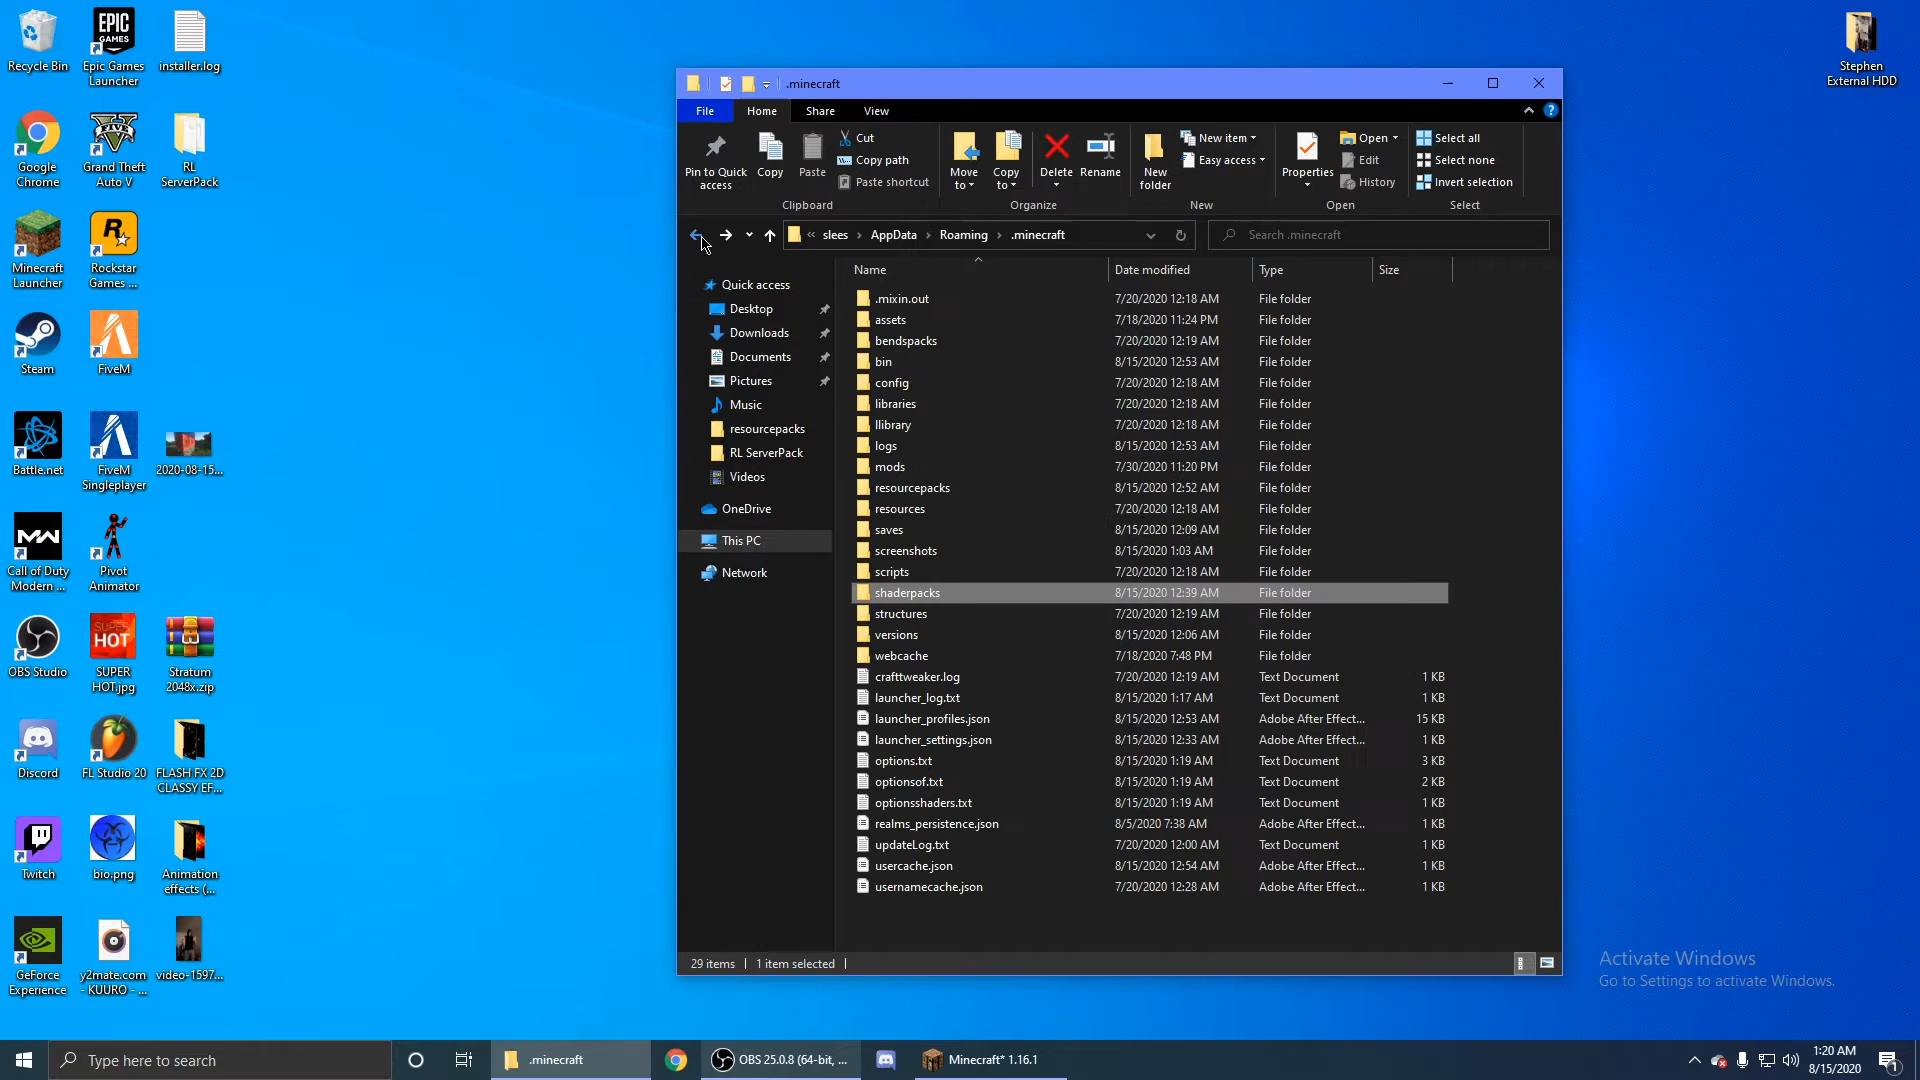 Recycle Bin
Epic Games
Launcher
installer.log
Google
Chrome
Grand Theft
Auto V
RL
ServerPack
Minecraft
Launcher
Rockstar
Games ...
Steam
FiveM
Battle.net
FiveM
Singleplayer
2020-08-15...
Call of Duty
Modern ...
Pivot
Animator
OBS Studio
SUPER
HOT.jpg
Stratum
2048x.zip
Discord
FL Studio 20
FLASH FX 2D
CLASSY EF...
Twitch
bio.png
Animation
effects (...
GeForce
Experience
y2mate.com
- KUURO - ...
video-1597...
EPIC
GAMES
FIVE
MW
SUPER
HOT
Stephen
External HDD
.minecraft
File
Home
Share
View
Pin to Quick
access
Copy
Paste
Cut
Copy path
Paste shortcut
Clipboard
Move
to
Copy
to
Delete
Rename
Organize
New
folder
New item
Easy access
New
Properties
Open
Edit
History
Open
Select all
Select none
Invert selection
Select
« slees › AppData › Roaming › .minecraft
Search .minecraft
Quick access
Desktop
Downloads
Documents
Pictures
Music
resourcepacks
RL ServerPack
Videos
OneDrive
This PC
Network
Name Date modified Type Size
.mixin.out 7/20/2020 12:18 AM File folder
assets 7/18/2020 11:24 PM File folder
bendspacks 7/20/2020 12:19 AM File folder
bin 8/15/2020 12:53 AM File folder
config 7/20/2020 12:18 AM File folder
libraries 7/20/2020 12:18 AM File folder
llibrary 7/20/2020 12:18 AM File folder
logs 8/15/2020 12:53 AM File folder
mods 7/30/2020 11:20 PM File folder
resourcepacks 8/15/2020 12:52 AM File folder
resources 7/20/2020 12:18 AM File folder
saves 8/15/2020 12:09 AM File folder
screenshots 8/15/2020 1:03 AM File folder
scripts 7/20/2020 12:18 AM File folder
shaderpacks 8/15/2020 12:39 AM File folder
structures 7/20/2020 12:19 AM File folder
versions 8/15/2020 12:06 AM File folder
webcache 7/18/2020 7:48 PM File folder
crafttweaker.log 7/20/2020 12:19 AM Text Document 1 KB
launcher_log.txt 8/15/2020 1:17 AM Text Document 1 KB
launcher_profiles.json 8/15/2020 12:53 AM Adobe After Effect... 15 KB
launcher_settings.json 8/15/2020 12:33 AM Adobe After Effect... 1 KB
options.txt 8/15/2020 1:19 AM Text Document 3 KB
optionsof.txt 8/15/2020 1:19 AM Text Document 2 KB
optionsshaders.txt 8/15/2020 1:19 AM Text Document 1 KB
realms_persistence.json 8/5/2020 7:38 AM Adobe After Effect... 1 KB
updateLog.txt 7/20/2020 12:00 AM Text Document 1 KB
usercache.json 8/15/2020 12:54 AM Adobe After Effect... 1 KB
usernamecache.json 7/20/2020 12:28 AM Adobe After Effect... 1 KB
29 items
1 item selected
Activate Windows
Go to Settings to activate Windows.
Type here to search
.minecraft
OBS 25.0.8 (64-bit, ...
Minecraft* 1.16.1
1:20 AM
8/15/2020
1